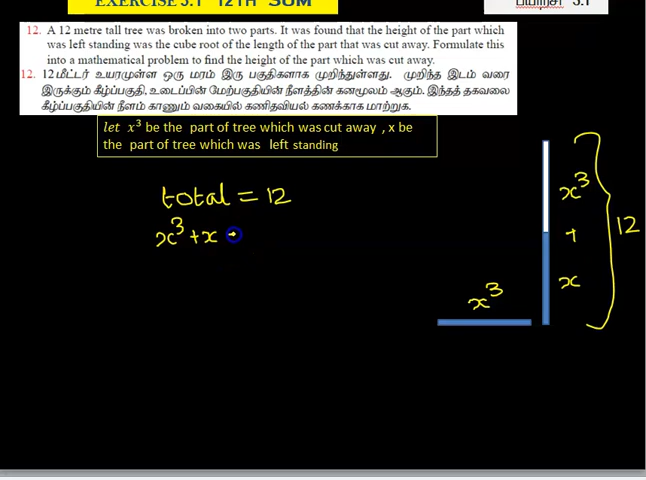 EXERCISE 3.1 12TH SUM
பயிற்சி 3.1
12. A 12 metre tall tree was broken into two parts. It was found that the height of the part which
was left standing was the cube root of the length of the part that was cut away. Formulate this
into a mathematical problem to find the height of the part which was cut away.
12. 12 மீட்டர் உயரமுள்ள ஒரு மரம் இரு பகுதிகளாக முறிந்துள்ளது. முறிந்த இடம் வரை
இருக்கும் கீழ்ப்பகுதி, உடைப்பின் மேற்பகுதியின் நீளத்தின் கனமூலம் ஆகும். இந்தத் தகவலை
கீழ்ப்பகுதியின் நீளம் காணும் வகையில் கணிதவியல் கணக்காக மாற்றுக.
let x³ be the part of tree which was cut away , x be
the part of tree which was left standing
total = 12
x³ + x
x³
+
x
12
x³